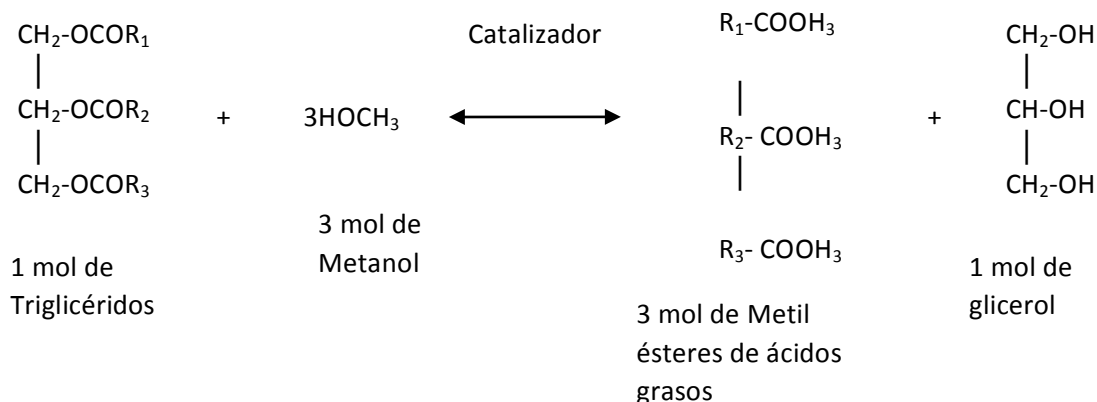 CH₂-OCOR₁
CH₂-OCOR₂
CH₂-OCOR₃
1 mol de
Triglicéridos
+
3HOCH₃
3 mol de
Metanol
Catalizador
R₁-COOH₃
R₂- COOH₃
R₃- COOH₃
3 mol de Metil
ésteres de ácidos
grasos
+
CH₂-OH
CH-OH
CH₂-OH
1 mol de
glicerol